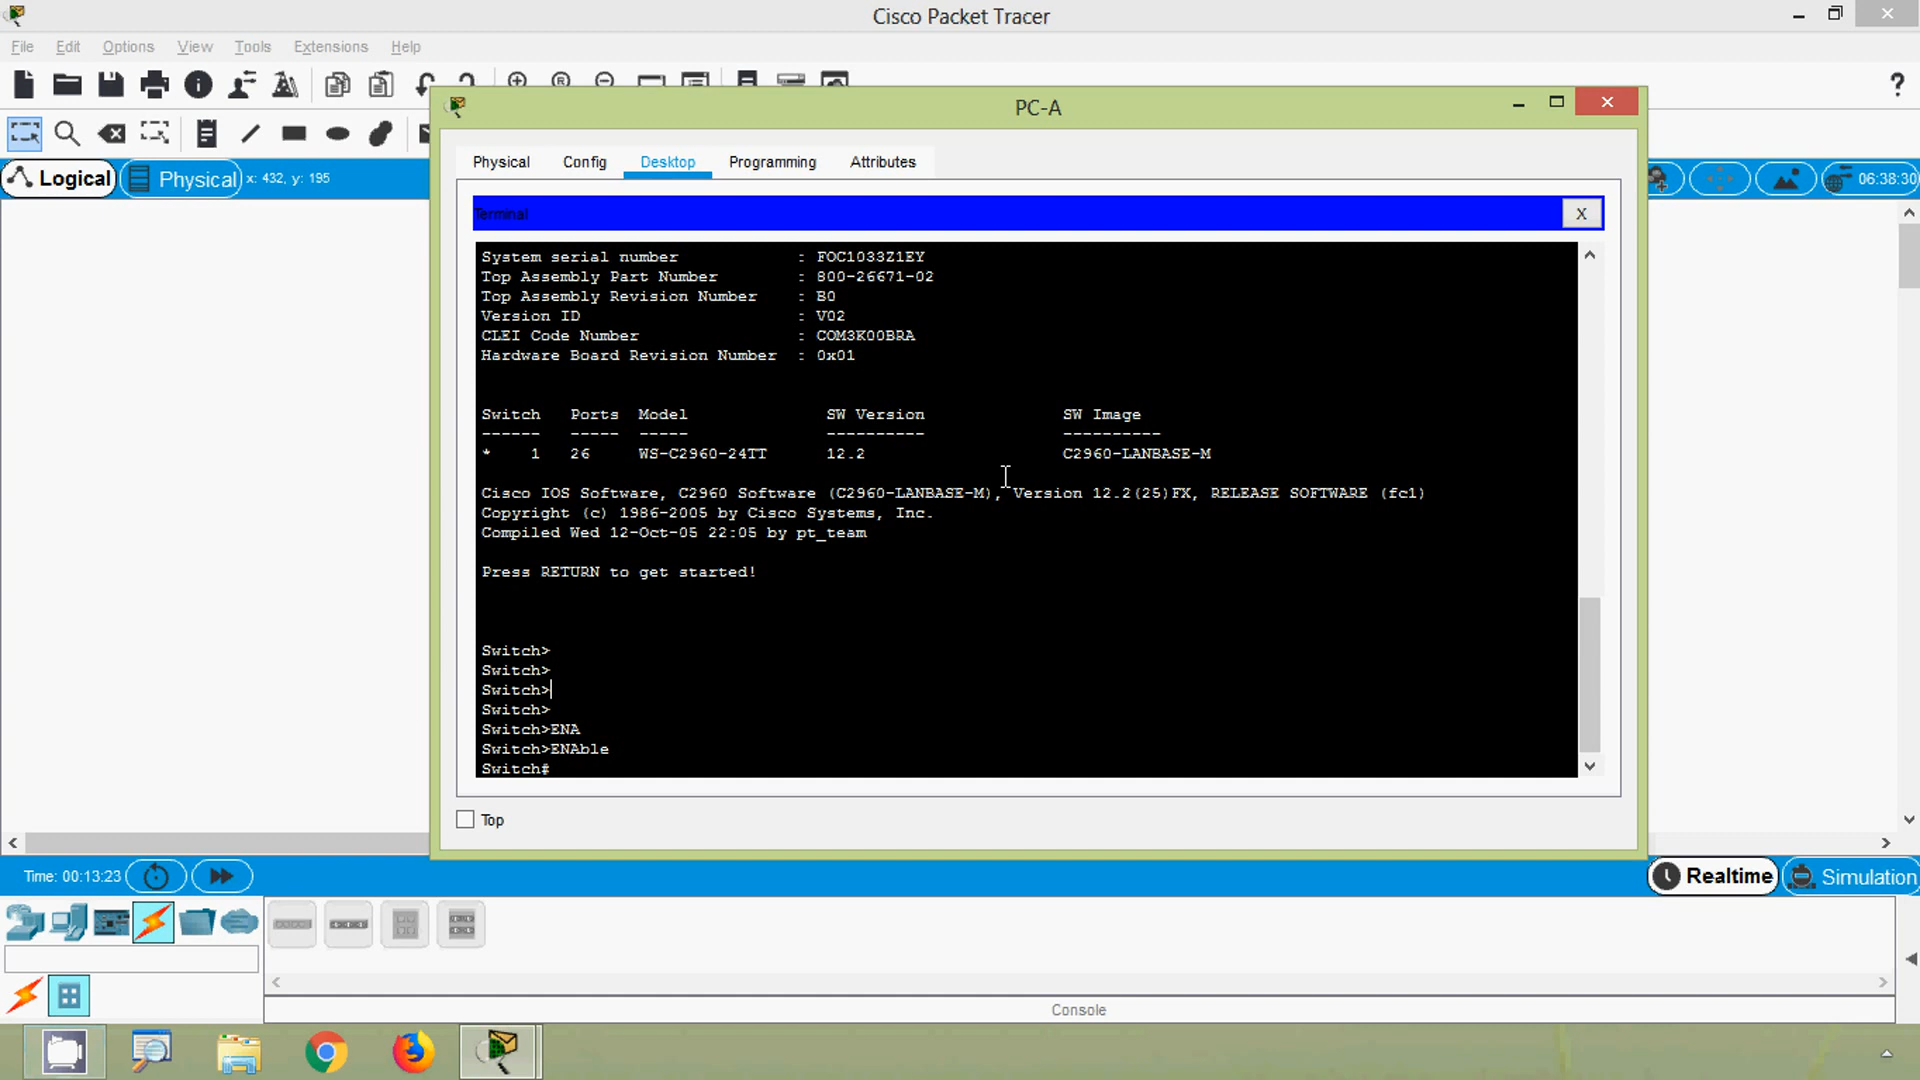 Cisco Packet Tracer
File Edit Options View Tools Extensions Help
PC-A
Physical Config Desktop Programming Attributes
Logical Physical x: 432, y: 195 06:38:30
Terminal X
System serial number : FOC1033Z1EY
Top Assembly Part Number : 800-26671-02
Top Assembly Revision Number : B0
Version ID : V02
CLEI Code Number : COM3K00BRA
Hardware Board Revision Number : 0x01
Switch Ports Model SW Version SW Image
------ ----- ----- ---------- ----------
* 1 26 WS-C2960-24TT 12.2 C2960-LANBASE-M
Cisco IOS Software, C2960 Software (C2960-LANBASE-M), Version 12.2(25)FX, RELEASE SOFTWARE (fc1)
Copyright (c) 1986-2005 by Cisco Systems, Inc.
Compiled Wed 12-Oct-05 22:05 by pt_team
Press RETURN to get started!
Switch>
Switch>
Switch>
Switch>
Switch>ENA
Switch>ENAble
Switch#
Top
Time: 00:13:23 Realtime Simulation
Console